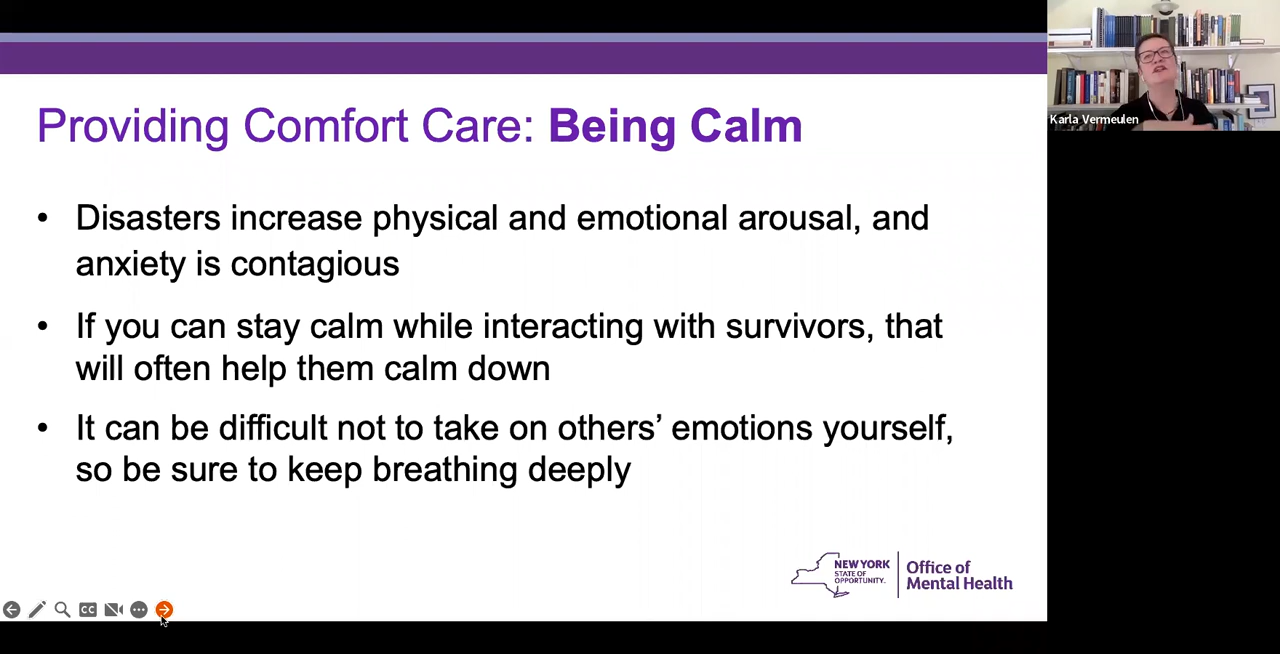 Providing Comfort Care: Being Calm
• Disasters increase physical and emotional arousal, and
anxiety is contagious
• If you can stay calm while interacting with survivors, that
will often help them calm down
• It can be difficult not to take on others’ emotions yourself,
so be sure to keep breathing deeply
NEW YORK
STATE OF
OPPORTUNITY.
Office of
Mental Health
CC
Karla Vermeulen